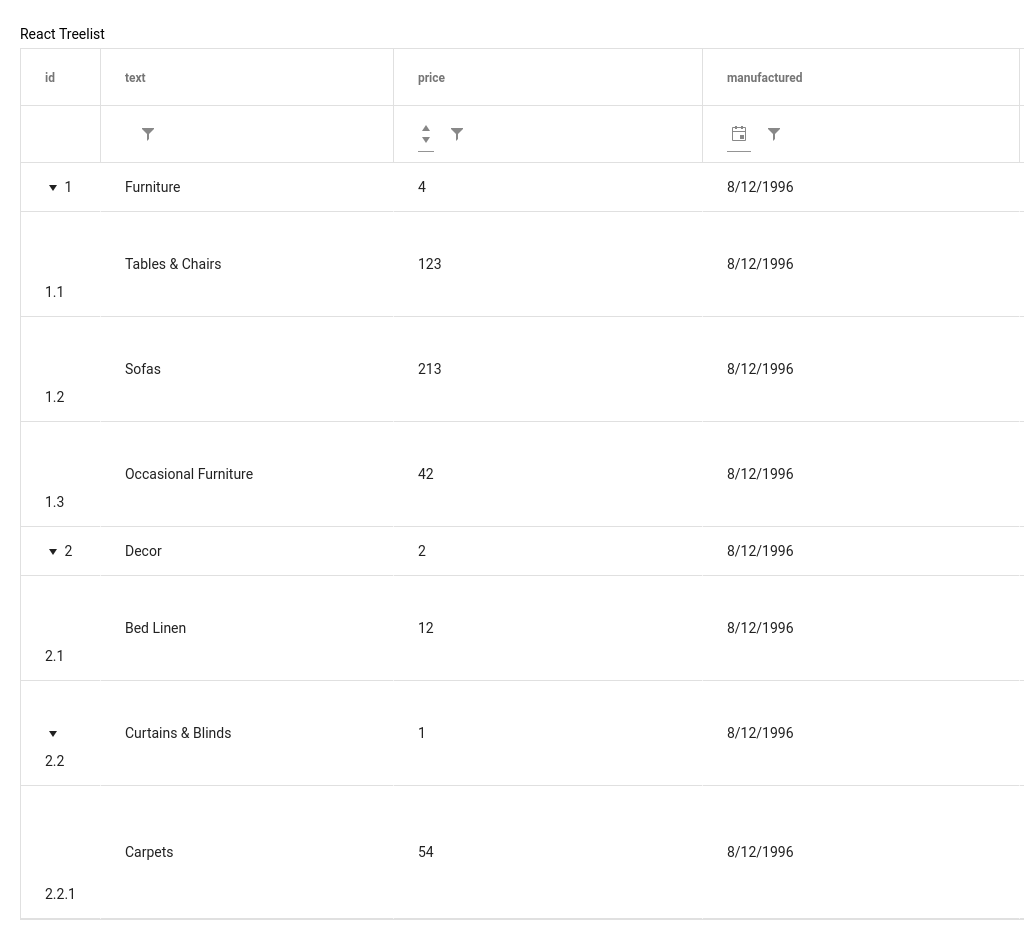 React Treelist
id text price manufactured
1 Furniture 4 8/12/1996
Tables & Chairs 123 8/12/1996
1.1
Sofas 213 8/12/1996
1.2
Occasional Furniture 42 8/12/1996
1.3
2 Decor 2 8/12/1996
Bed Linen 12 8/12/1996
2.1
Curtains & Blinds 1 8/12/1996
2.2
Carpets 54 8/12/1996
2.2.1